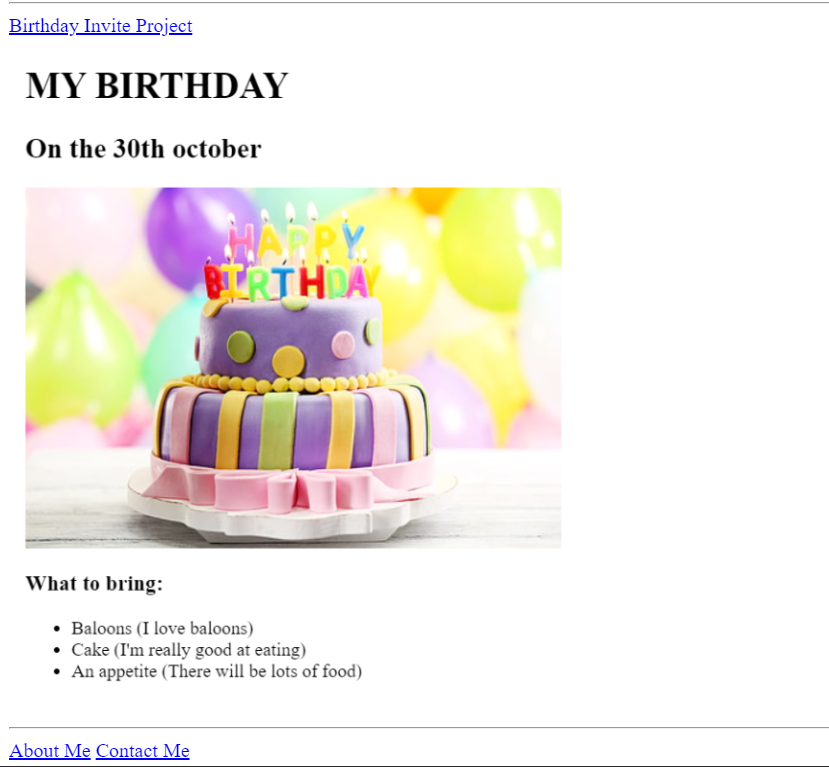 Birthday Invite Project
MY BIRTHDAY
On the 30th october
HAPPY
BIRTHDAY
What to bring:
Baloons (I love baloons)
Cake (I'm really good at eating)
An appetite (There will be lots of food)
About Me Contact Me